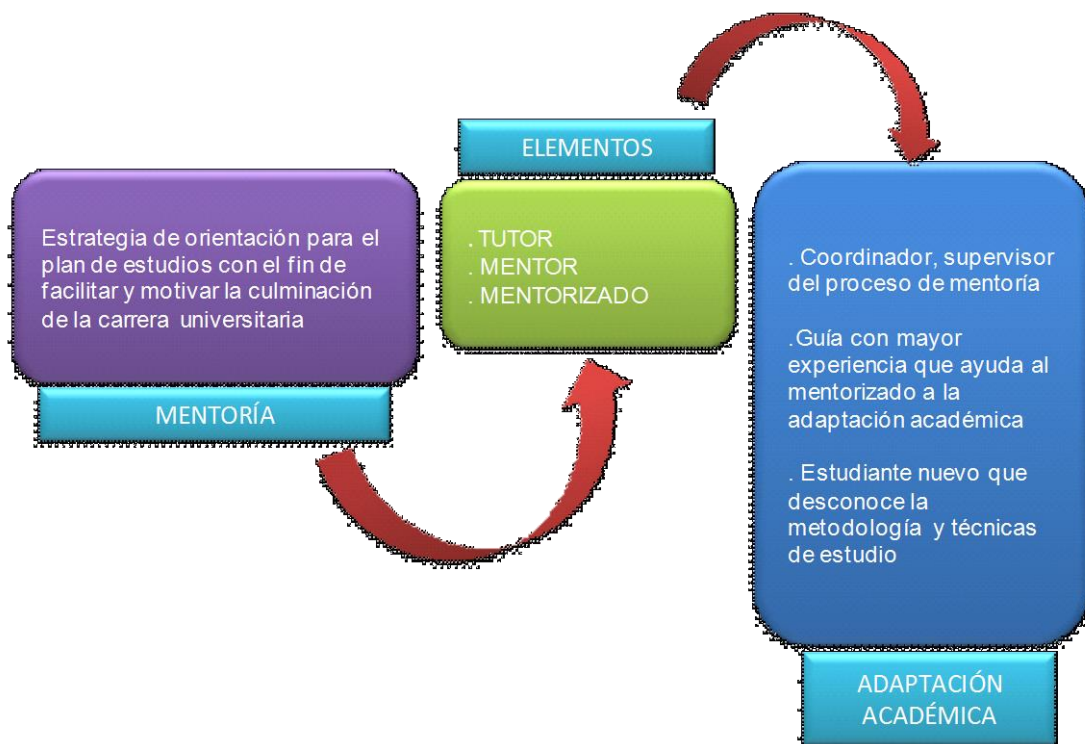 Estrategia de orientación para el
plan de estudios con el fin de
facilitar y motivar la culminación
de la carrera universitaria
MENTORÍA
ELEMENTOS
. TUTOR
. MENTOR
. MENTORIZADO
. Coordinador, supervisor
del proceso de mentoría
.Guía con mayor
experiencia que ayuda al
mentorizado a la
adaptación académica
. Estudiante nuevo que
desconoce la
metodología y técnicas
de estudio
ADAPTACIÓN
ACADÉMICA